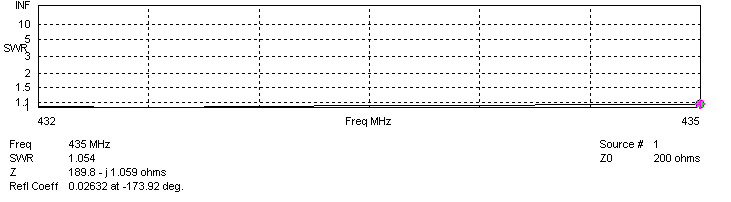 INF
10
5
SWR
3
2
1.5
1.1
1
432 Freq MHz 435
Freq 435 MHz Source # 1
SWR 1.054 Z0 200 ohms
Z 189.8 - j 1.059 ohms
Refl Coeff 0.02632 at -173.92 deg.